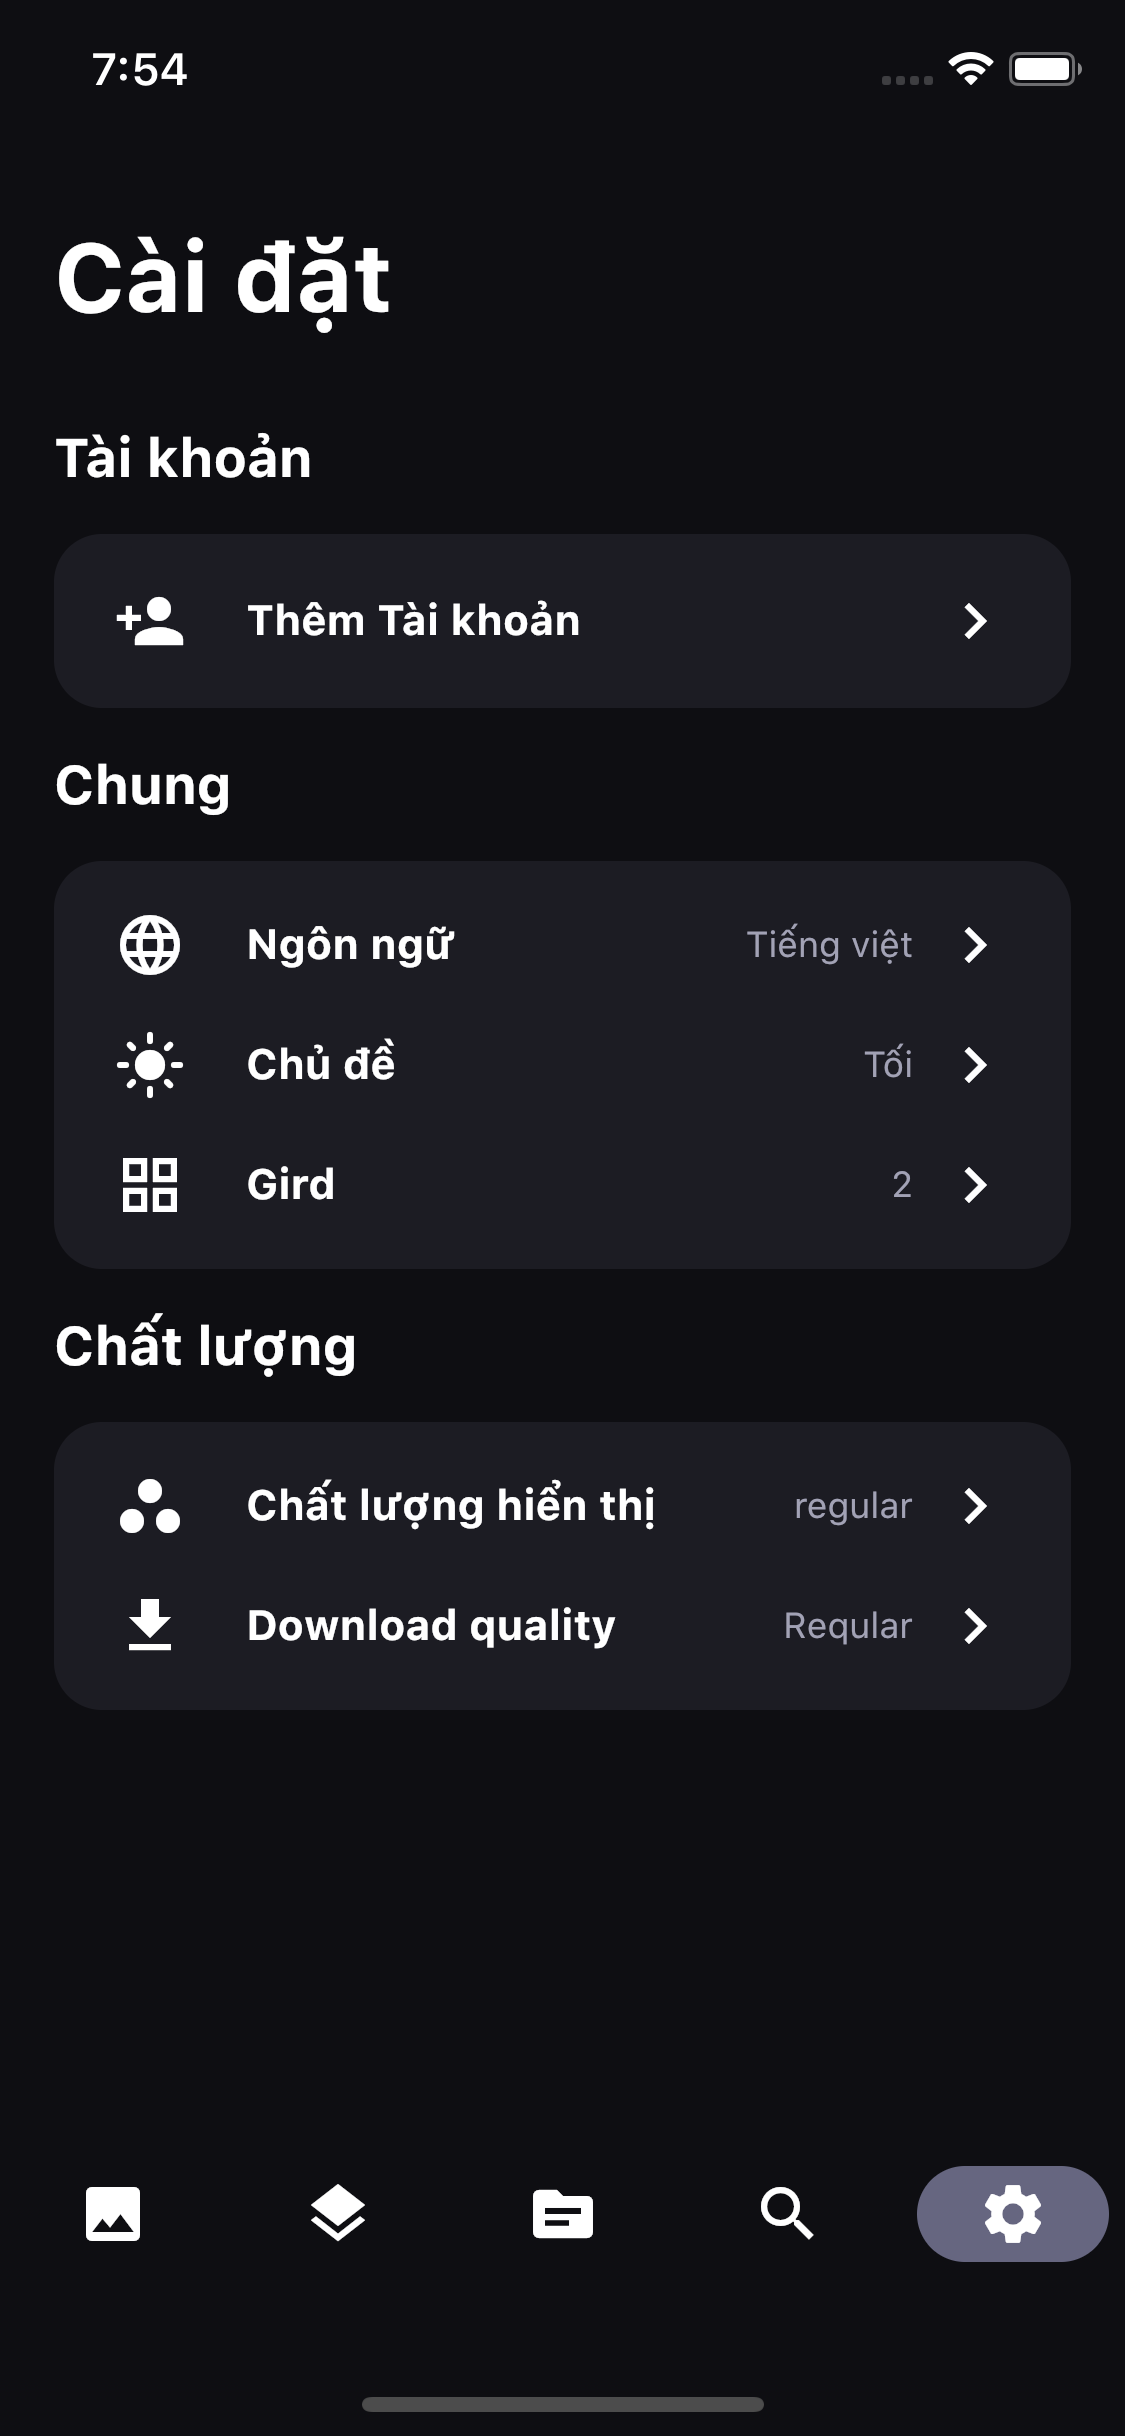 7:54
Cài đặt
Tài khoản
Thêm Tài khoản
Chung
Ngôn ngữ Tiếng việt
Chủ đề Tối
Gird 2
Chất lượng
Chất lượng hiển thị regular
Download quality Reqular